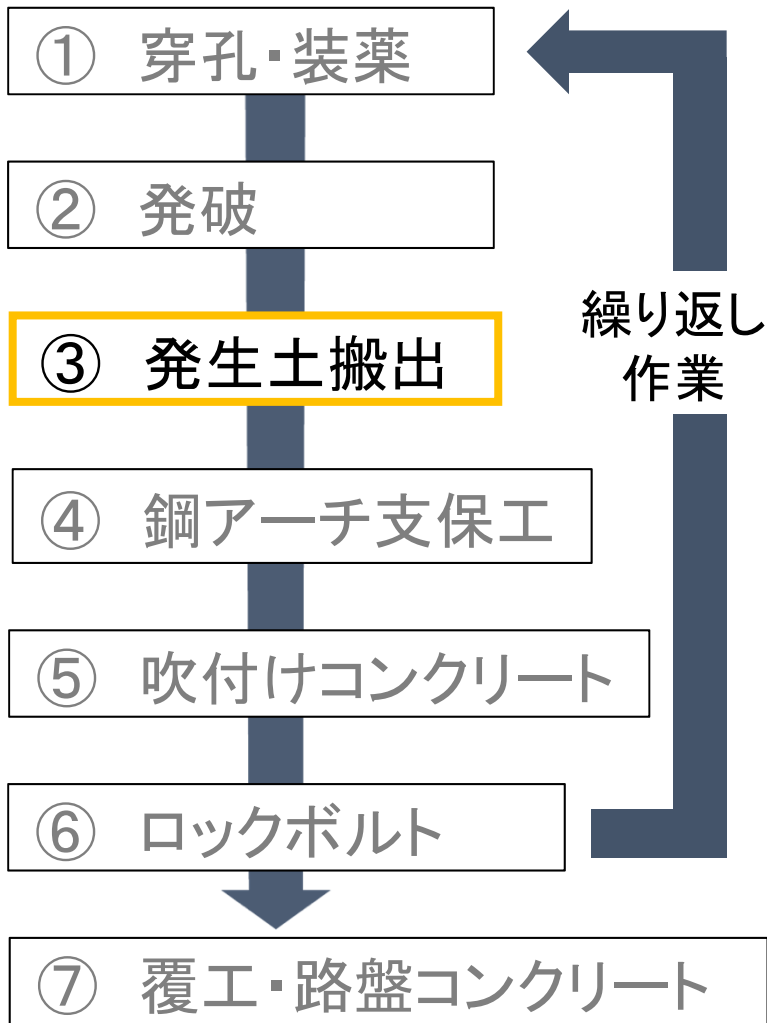 ① 穿孔・装薬
② 発破
③ 発生土搬出
繰り返し
作業
④ 鋼アーチ支保工
⑤ 吹付けコンクリート
⑥ ロックボルト
⑦ 覆工・路盤コンクリート